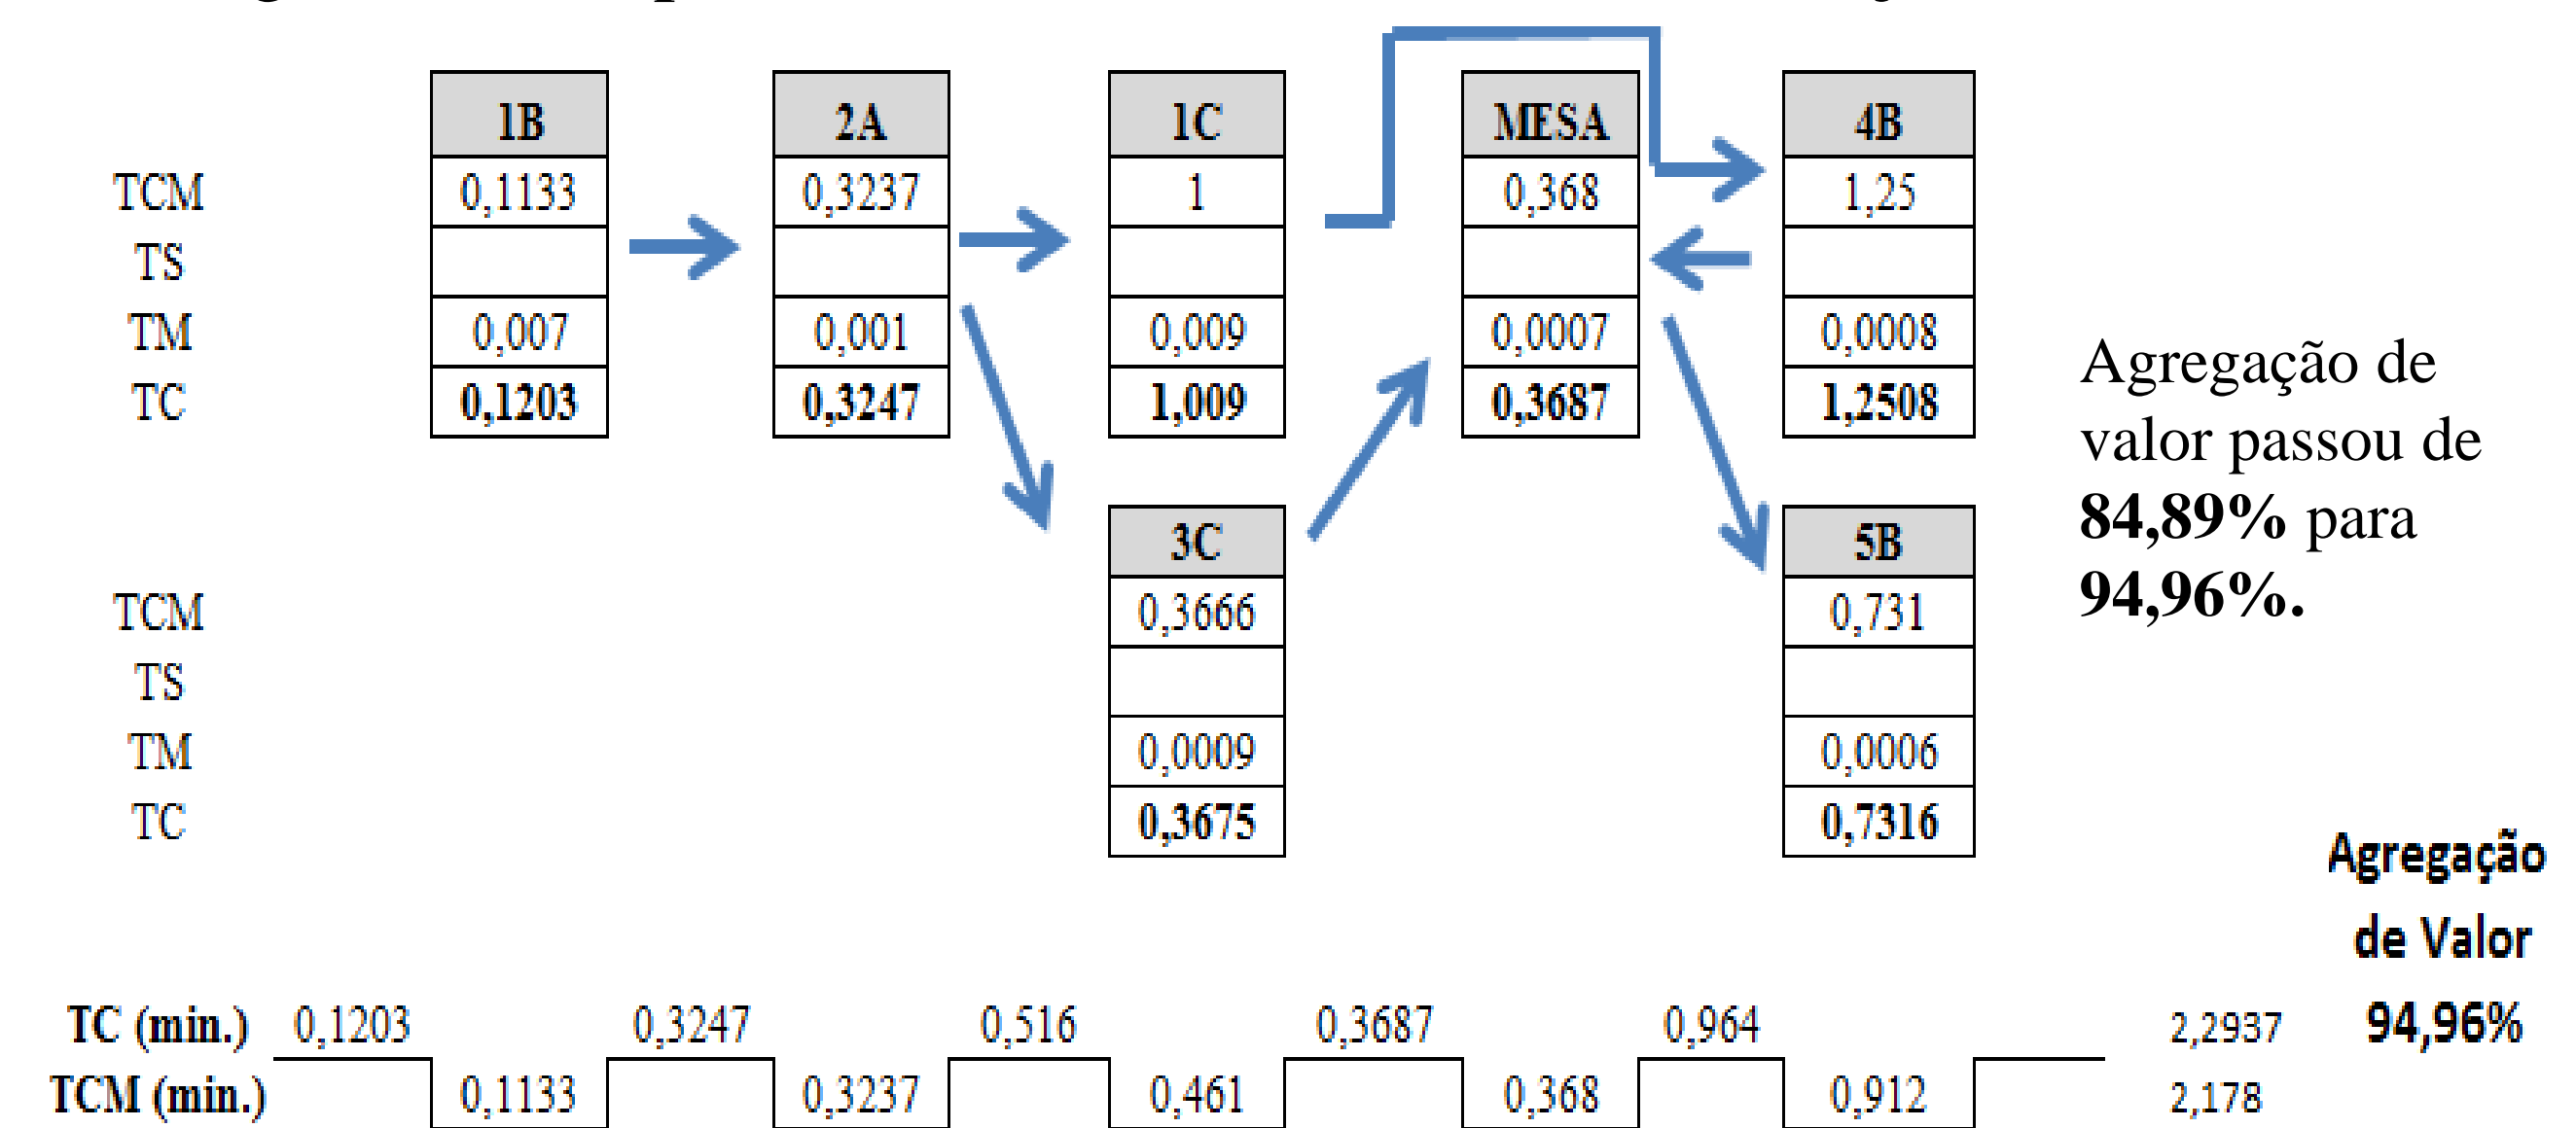 1B 2A 1C MESA 4B
TCM 0,1133 0,3237 1 0,368 1,25
TS
TM 0,007 0,001 0,009 0,0007 0,0008
TC 0,1203 0,3247 1,009 0,3687 1,2508
Agregação de
valor passou de
84,89% para
94,96%.
3C 5B
TCM 0,3666 0,731
TS
TM 0,0009 0,0006
TC 0,3675 0,7316
Agregação
de Valor
TC (min.) 0,1203 0,3247 0,516 0,3687 0,964 2,2937 94,96%
TCM (min.) 0,1133 0,3237 0,461 0,368 0,912 2,178